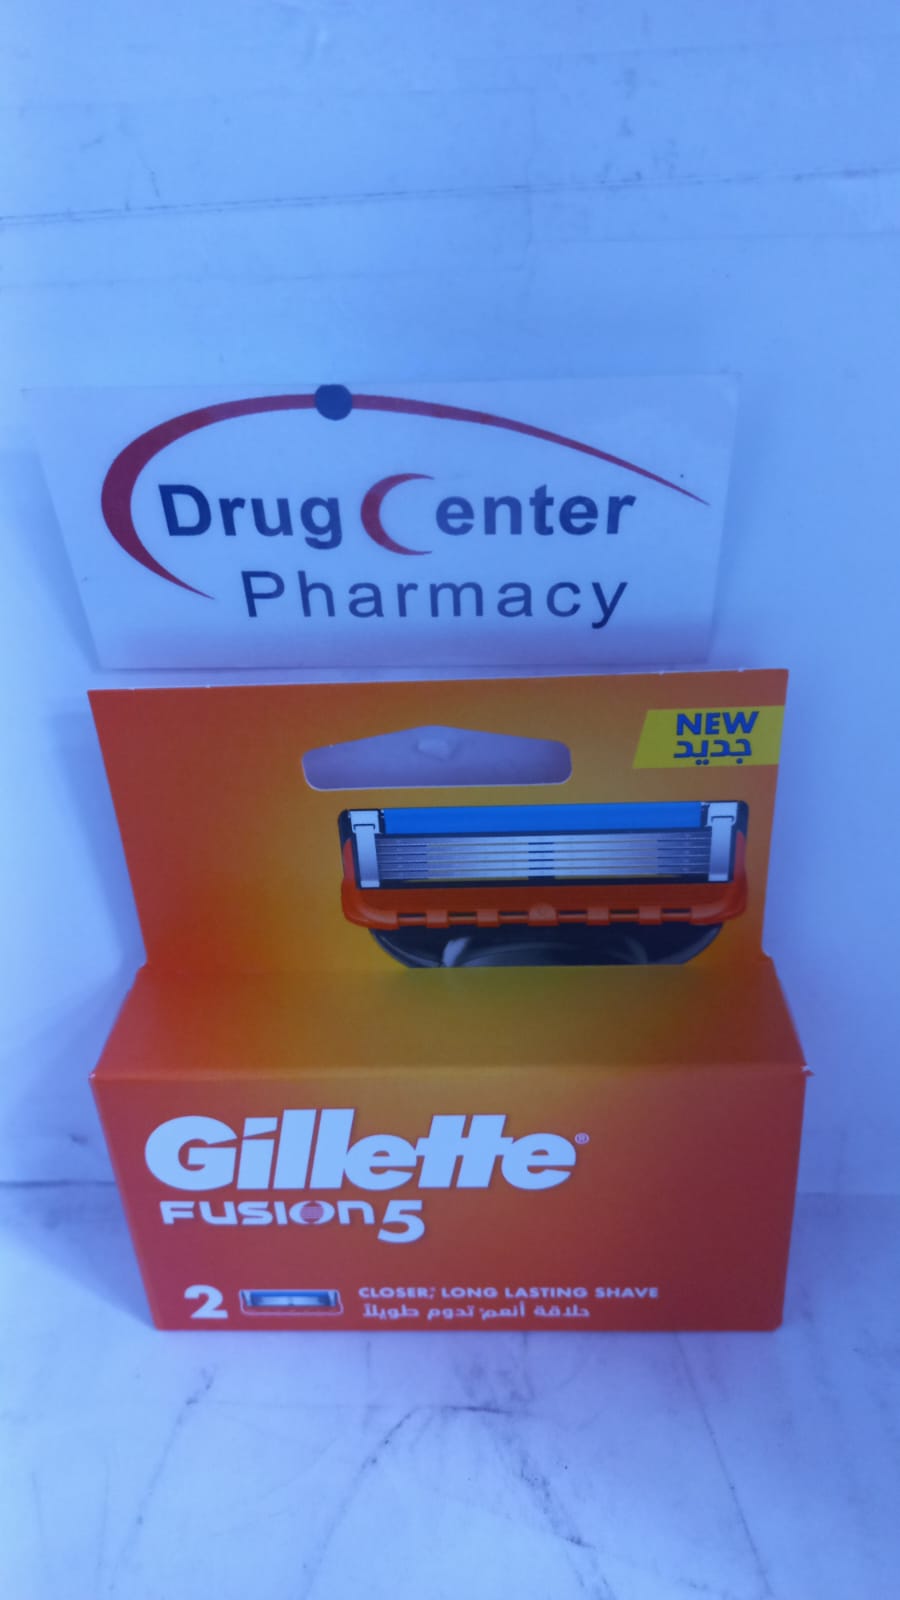 Drug Center
Pharmacy
NEW
جديد
Gillette®
FUSION5
2
CLOSER,* LONG LASTING SHAVE
حلاقة أنعم،* تدوم طويلاً